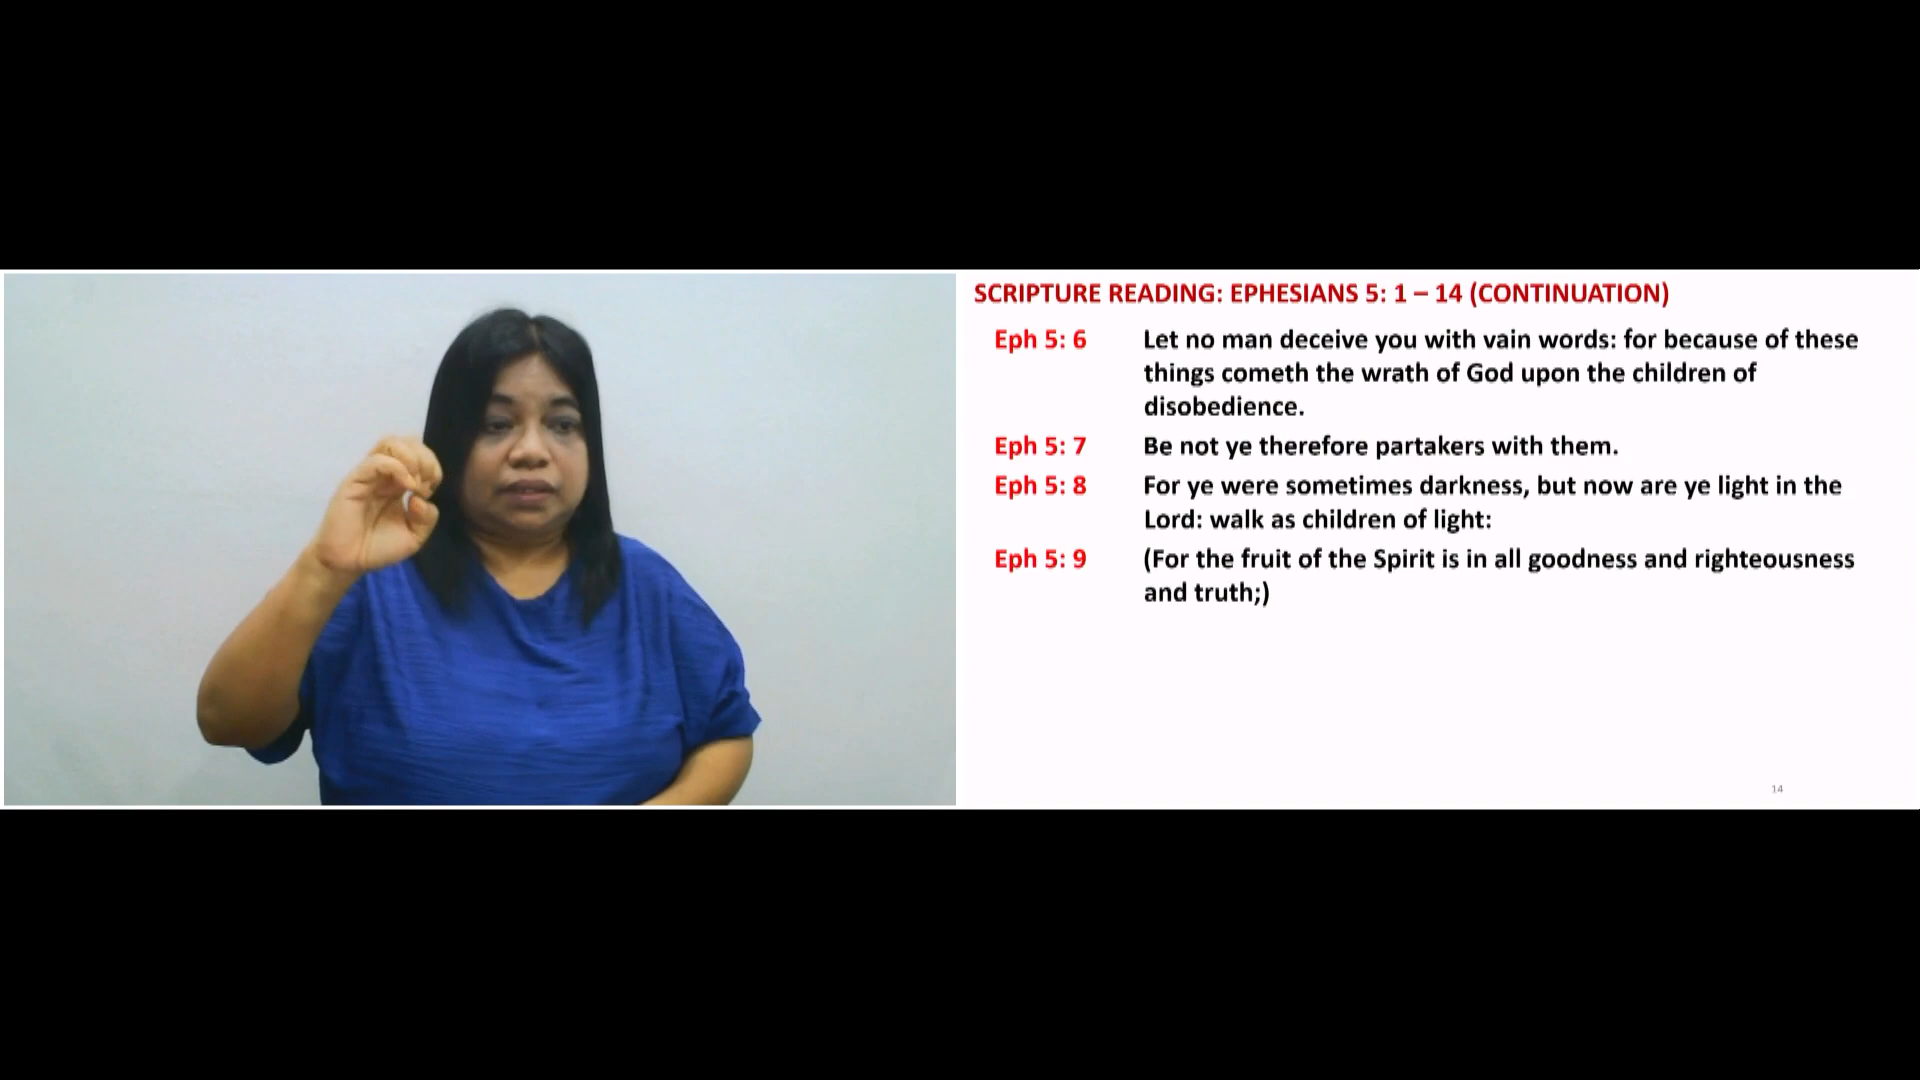 SCRIPTURE READING: EPHESIANS 5: 1 – 14 (CONTINUATION)
Eph 5: 6 Let no man deceive you with vain words: for because of these
things cometh the wrath of God upon the children of
disobedience.
Eph 5: 7 Be not ye therefore partakers with them.
Eph 5: 8 For ye were sometimes darkness, but now are ye light in the
Lord: walk as children of light:
Eph 5: 9 (For the fruit of the Spirit is in all goodness and righteousness
and truth;)
14